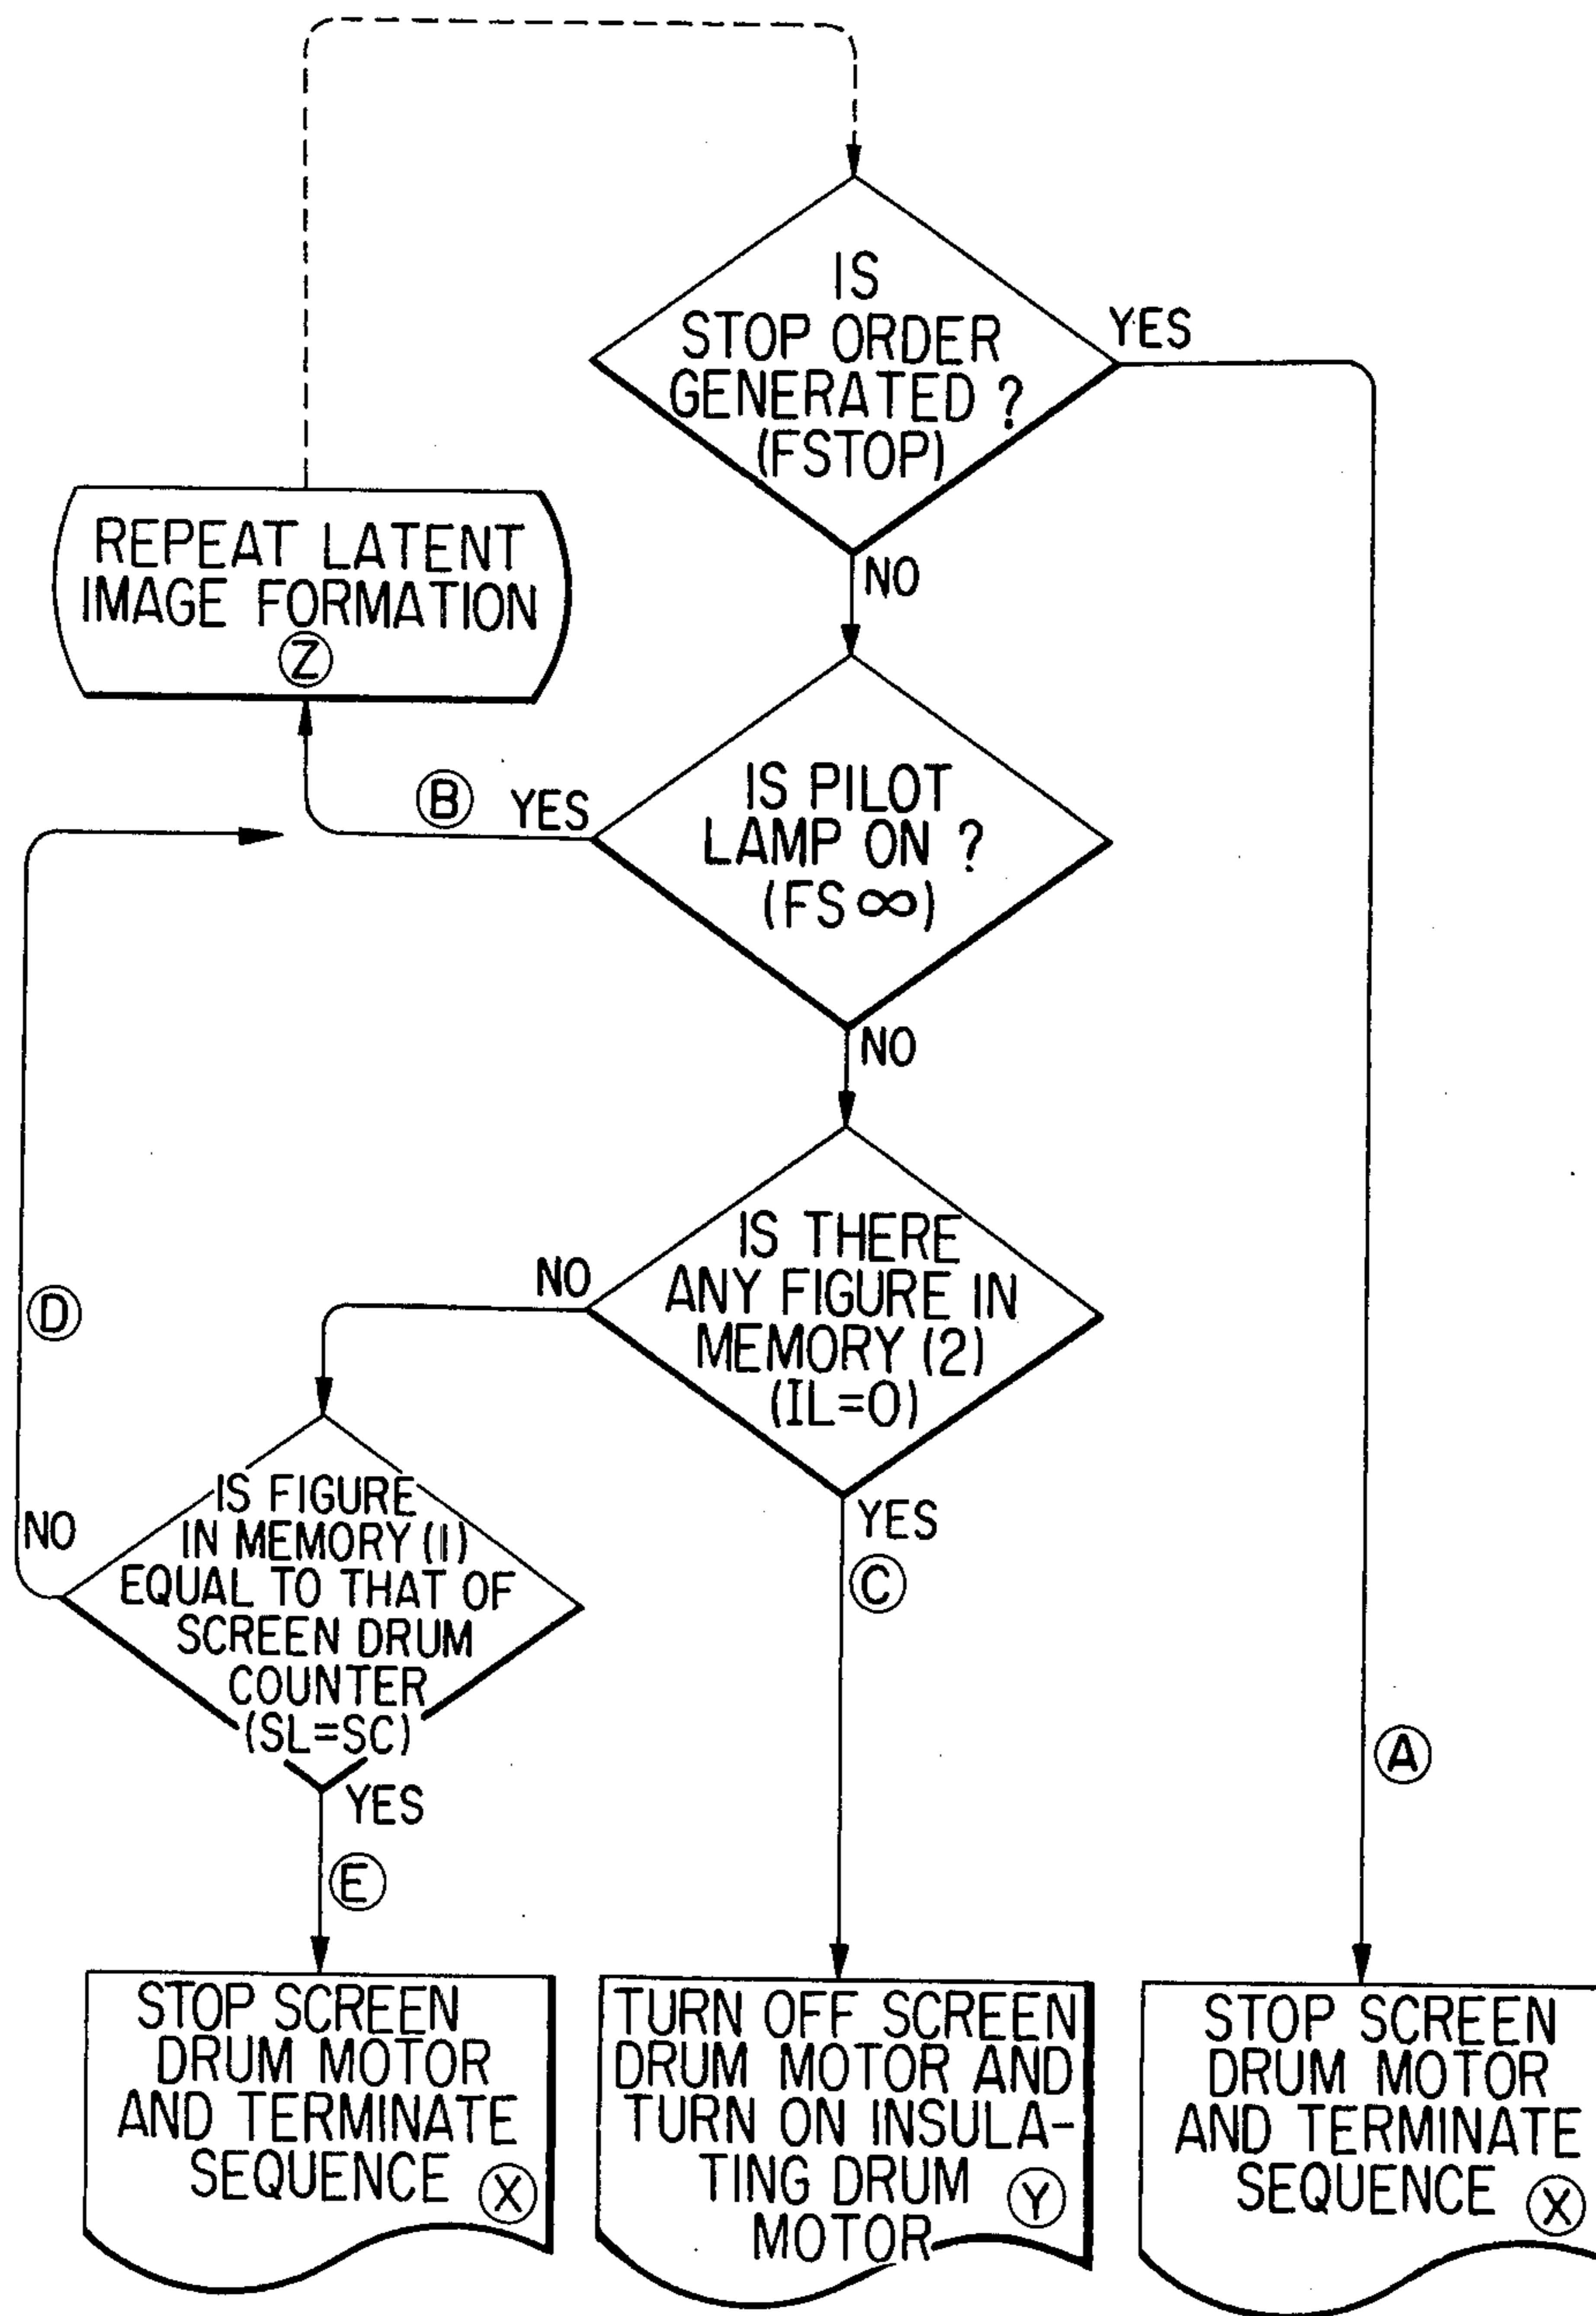 IS
STOP ORDER
GENERATED ?
(FSTOP)
YES
NO
REPEAT LATENT
IMAGE FORMATION
Z
B
YES
IS PILOT
LAMP ON ?
(FS∞)
NO
IS THERE
ANY FIGURE IN
MEMORY (2)
(IL=0)
NO
YES
C
D
IS FIGURE
IN MEMORY (1)
EQUAL TO THAT OF
SCREEN DRUM
COUNTER
(SL=SC)
NO
YES
E
A
STOP SCREEN
DRUM MOTOR
AND TERMINATE
SEQUENCE X
TURN OFF SCREEN
DRUM MOTOR AND
TURN ON INSULA-
TING DRUM
MOTOR Y
STOP SCREEN
DRUM MOTOR
AND TERMINATE
SEQUENCE X